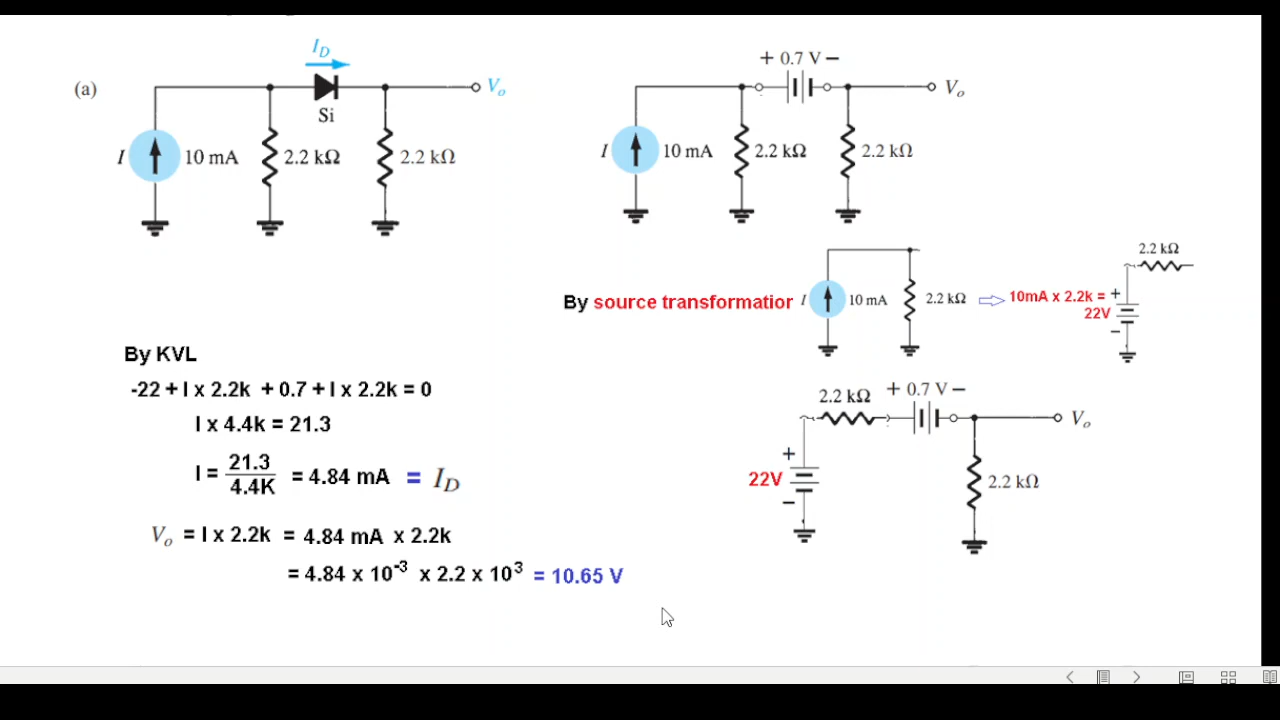 (a)
I_D
Si
V_o
I
10 mA
2.2 kΩ
2.2 kΩ
+ 0.7 V −
V_o
I
10 mA
2.2 kΩ
2.2 kΩ
By source transformatior
I
10 mA
2.2 kΩ
⇨
10mA x 2.2k =
22V
+
−
2.2 kΩ
By KVL
-22 + I x 2.2k + 0.7 + I x 2.2k = 0
I x 4.4k = 21.3
I = 21.3 / 4.4K = 4.84 mA = I_D
V_o = I x 2.2k = 4.84 mA x 2.2k
= 4.84 x 10^-3 x 2.2 x 10^3 = 10.65 V
2.2 kΩ
+ 0.7 V −
V_o
+
22V
−
2.2 kΩ